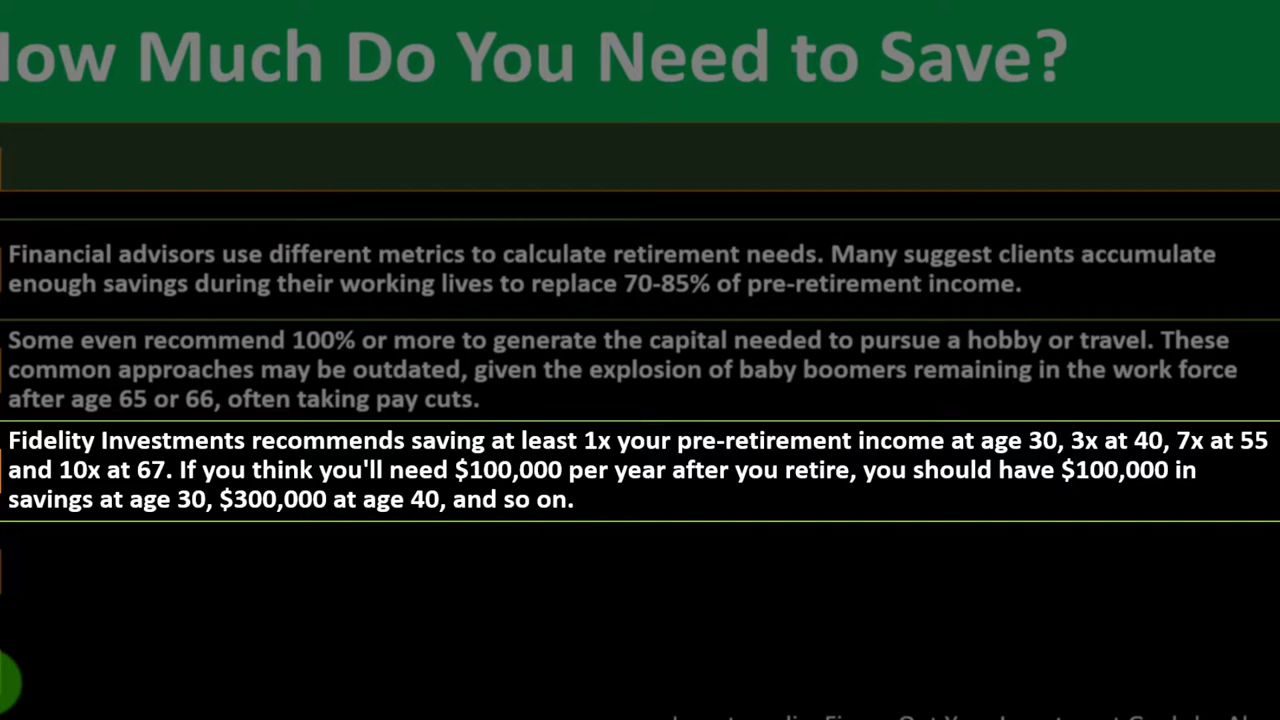 How Much Do You Need to Save?
Financial advisors use different metrics to calculate retirement needs. Many suggest clients accumulate
enough savings during their working lives to replace 70-85% of pre-retirement income.
Some even recommend 100% or more to generate the capital needed to pursue a hobby or travel. These
common approaches may be outdated, given the explosion of baby boomers remaining in the work force
after age 65 or 66, often taking pay cuts.
Fidelity Investments recommends saving at least 1x your pre-retirement income at age 30, 3x at 40, 7x at 55
and 10x at 67. If you think you'll need $100,000 per year after you retire, you should have $100,000 in
savings at age 30, $300,000 at age 40, and so on.